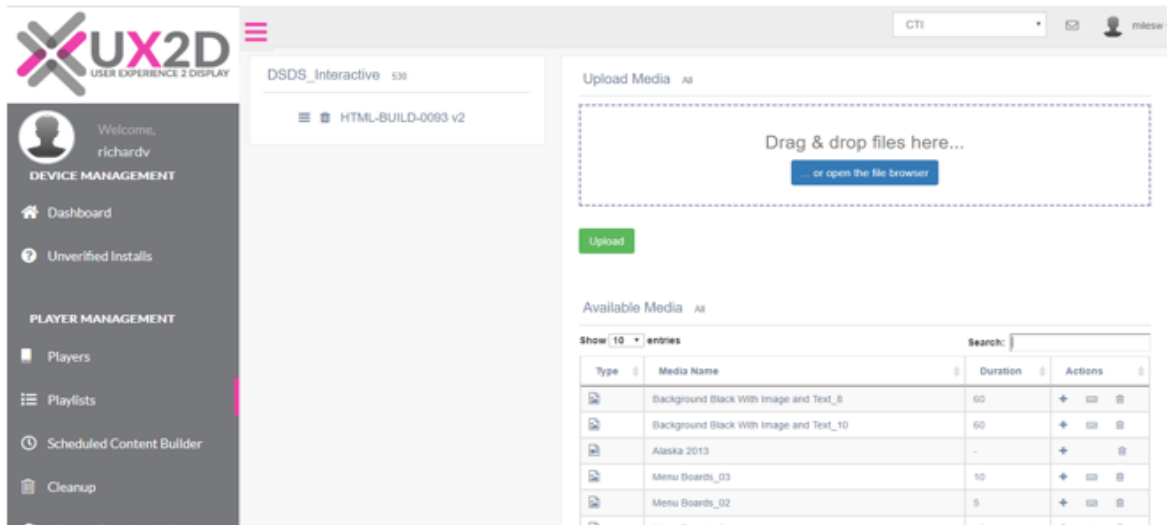 UX2D
USER EXPERIENCE 2 DISPLAY
CTI
milesw
Welcome,
richardv
DEVICE MANAGEMENT
Dashboard
Unverified Installs
PLAYER MANAGEMENT
Players
Playlists
Scheduled Content Builder
Cleanup
DSDS_Interactive 530
HTML-BUILD-0093 v2
Upload Media All
Drag & drop files here...
... or open the file browser
Upload
Available Media All
Show 10 entries
Search:
Type Media Name Duration Actions
Background Black With Image and Text_8 60
Background Black With Image and Text_10 60
Alaska 2013 -
Menu Boards_03 10
Menu Boards_02 5